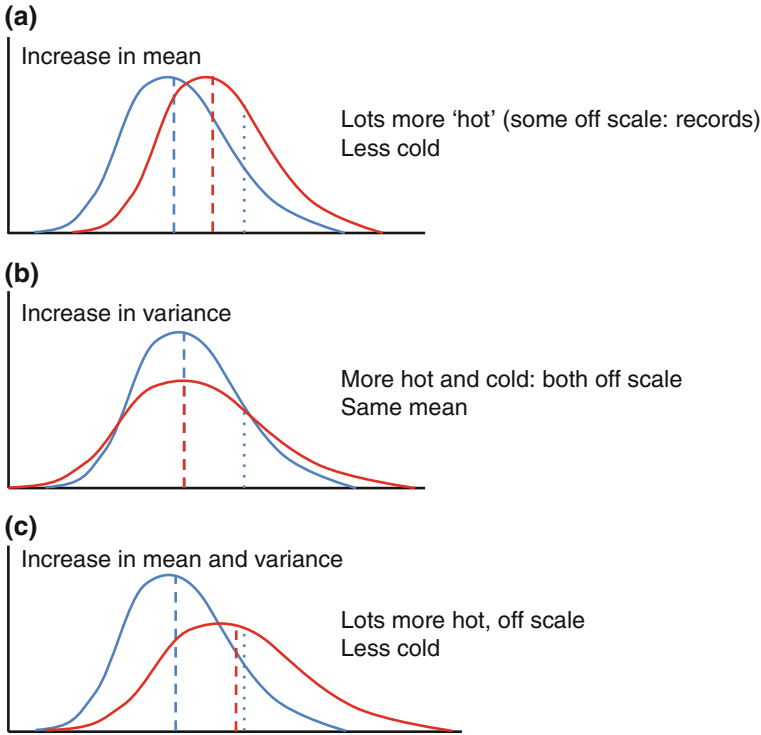 (a)
Increase in mean
Lots more ‘hot’ (some off scale: records)
Less cold
(b)
Increase in variance
More hot and cold: both off scale
Same mean
(c)
Increase in mean and variance
Lots more hot, off scale
Less cold